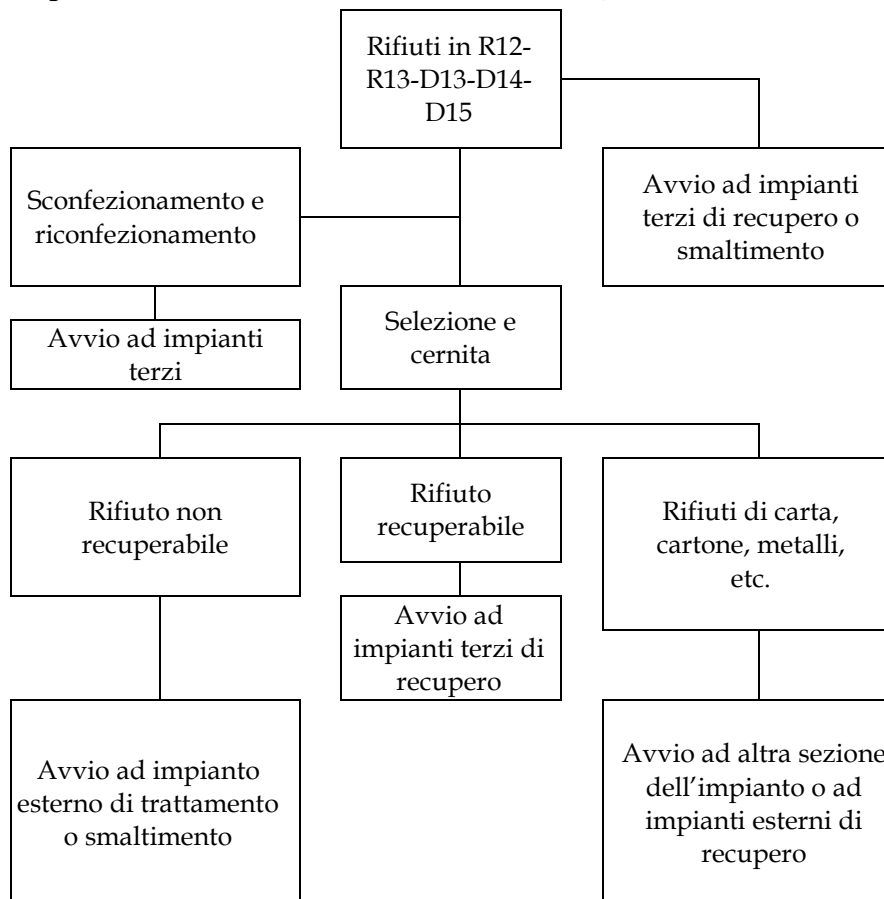 Rifiuti in R12-
R13-D13-D14-
D15
Sconfezionamento e
riconfezionamento
Avvio ad impianti
terzi di recupero o
smaltimento
Avvio ad impianti
terzi
Selezione e
cernita
Rifiuto non
recuperabile
Rifiuto
recuperabile
Rifiuti di carta,
cartone, metalli,
etc.
Avvio ad
impianti terzi di
recupero
Avvio ad impianto
esterno di trattamento
o smaltimento
Avvio ad altra sezione
dell’impianto o ad
impianti esterni di
recupero